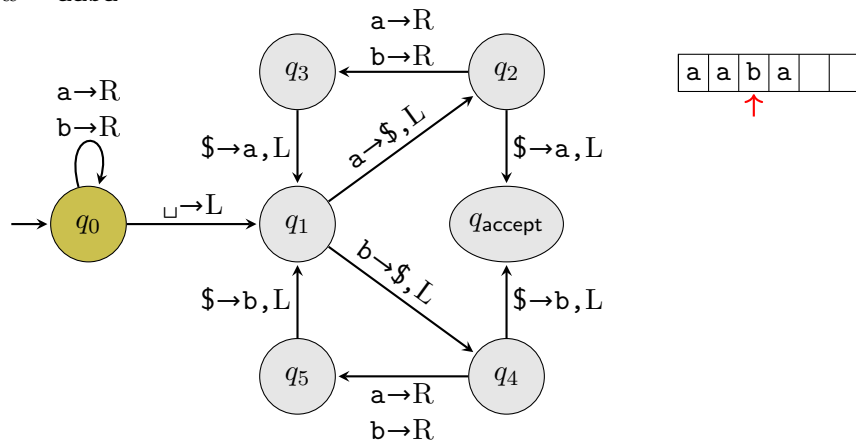 a→R
b→R
a→R
b→R
q3
q2
a a b a
$→a,L
a→$,L
$→a,L
q0
␣→L
q1
qaccept
$→b,L
b→$,L
$→b,L
q5
q4
a→R
b→R